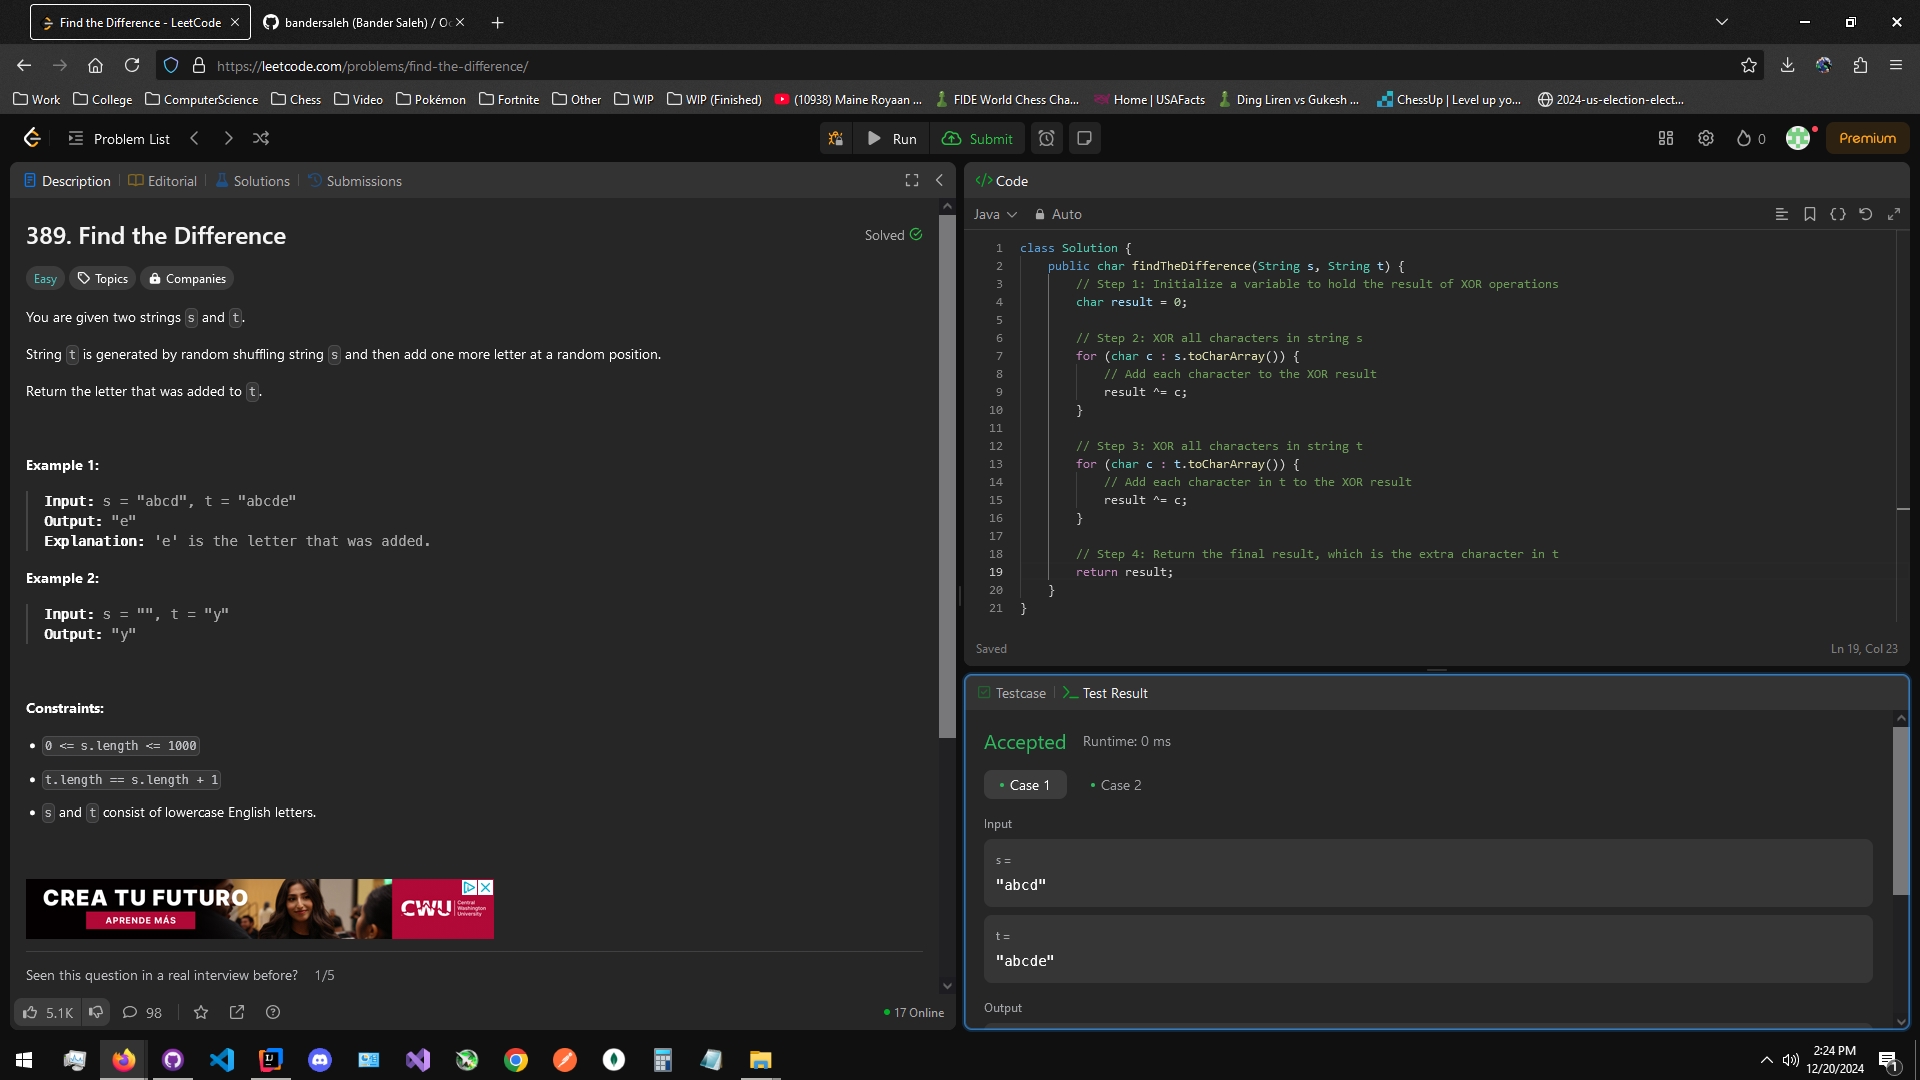 Find the Difference - LeetCode
bandersaleh (Bander Saleh) / O
https://leetcode.com/problems/find-the-difference/
Work College ComputerScience Chess Video Pokémon Fortnite Other WIP WIP (Finished) (10938) Maine Royaan ... FIDE World Chess Cha... Home | USAFacts Ding Liren vs Gukesh ... ChessUp | Level up yo... 2024-us-election-elect...
Problem List
Run Submit
0 Premium
Description Editorial Solutions Submissions
389. Find the Difference
Solved
Easy Topics Companies
You are given two strings s and t.
String t is generated by random shuffling string s and then add one more letter at a random position.
Return the letter that was added to t.
Example 1:
Input: s = "abcd", t = "abcde"
Output: "e"
Explanation: 'e' is the letter that was added.
Example 2:
Input: s = "", t = "y"
Output: "y"
Constraints:
• 0 <= s.length <= 1000
• t.length == s.length + 1
• s and t consist of lowercase English letters.
CREA TU FUTURO
APRENDE MÁS
CWU Central
Washington
University
Seen this question in a real interview before? 1/5
5.1K 98
17 Online
</> Code
Java Auto
1 class Solution {
2 public char findTheDifference(String s, String t) {
3 // Step 1: Initialize a variable to hold the result of XOR operations
4 char result = 0;
5
6 // Step 2: XOR all characters in string s
7 for (char c : s.toCharArray()) {
8 // Add each character to the XOR result
9 result ^= c;
10 }
11
12 // Step 3: XOR all characters in string t
13 for (char c : t.toCharArray()) {
14 // Add each character in t to the XOR result
15 result ^= c;
16 }
17
18 // Step 4: Return the final result, which is the extra character in t
19 return result;
20 }
21 }
Saved
Ln 19, Col 23
Testcase >_ Test Result
Accepted Runtime: 0 ms
• Case 1 • Case 2
Input
s =
"abcd"
t =
"abcde"
Output
2:24 PM
12/20/2024
1